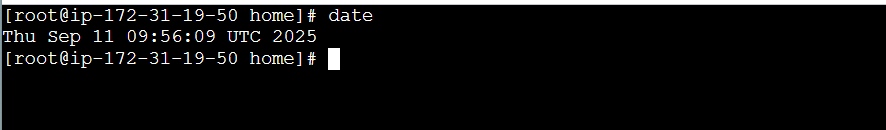 [root@ip-172-31-19-50 home]# date
Thu Sep 11 09:56:09 UTC 2025
[root@ip-172-31-19-50 home]#